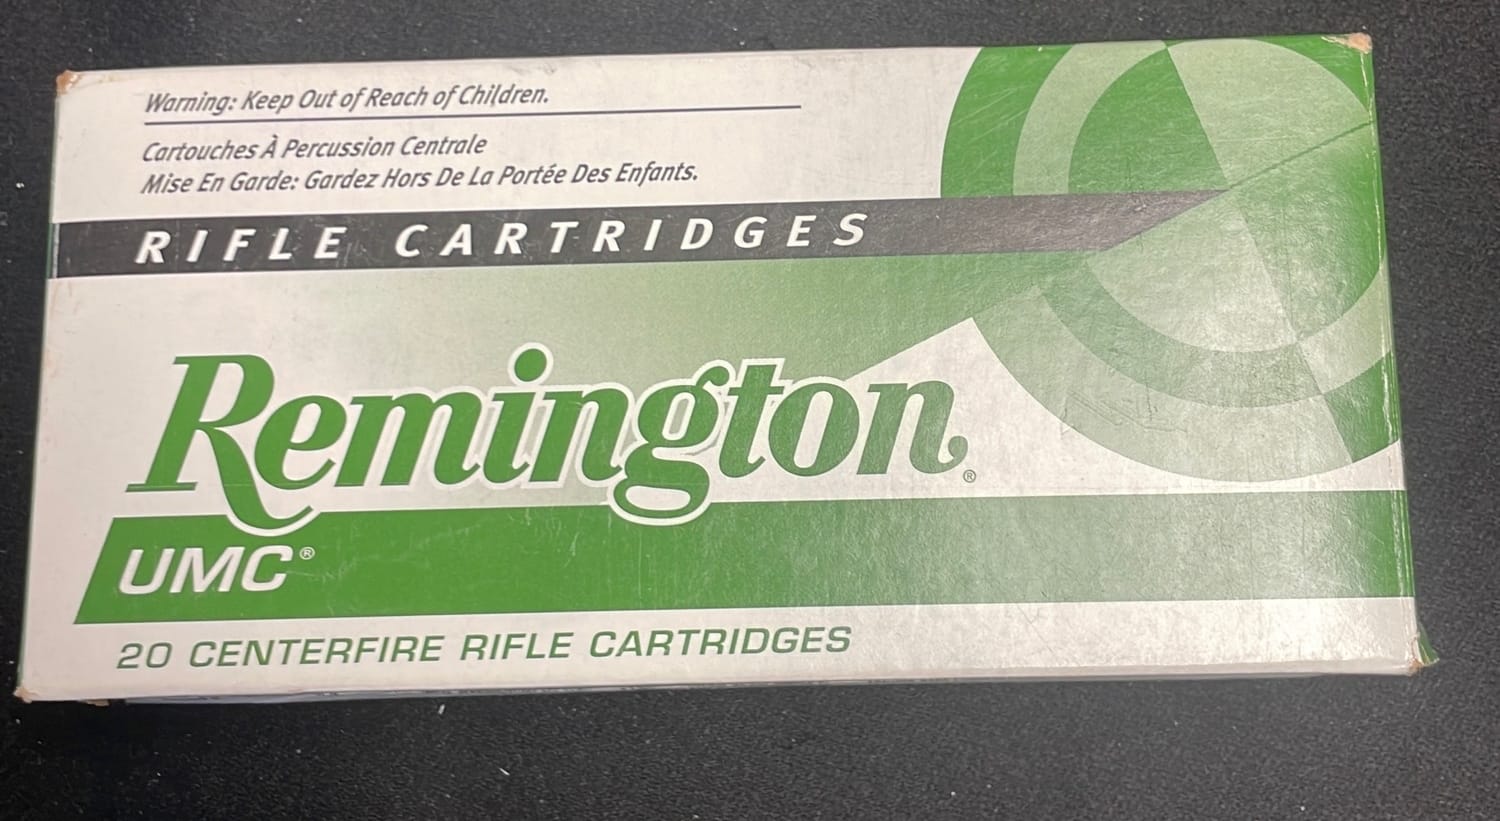 Warning: Keep Out of Reach of Children.
Cartouches À Percussion Centrale
Mise En Garde: Gardez Hors De La Portée Des Enfants.
RIFLE CARTRIDGES
Remington®
UMC®
20 CENTERFIRE RIFLE CARTRIDGES